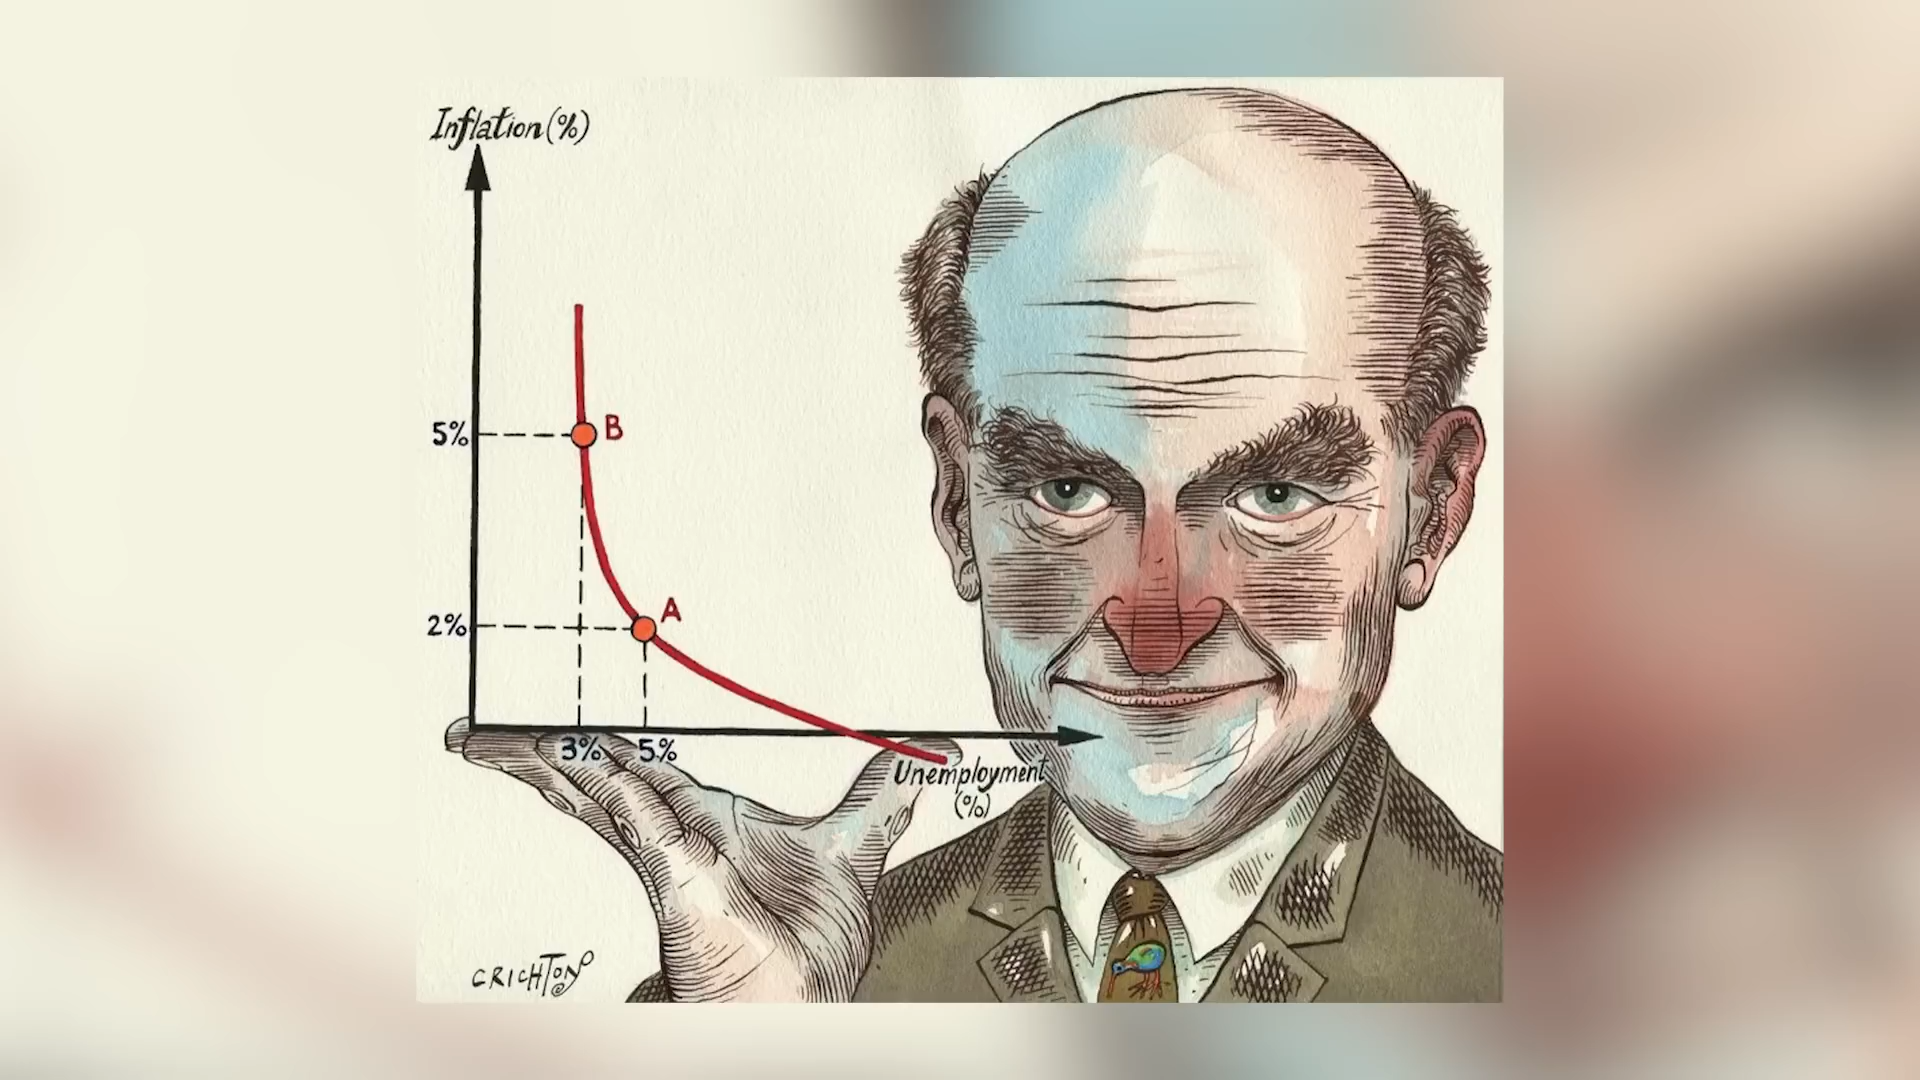 Inflation (%)
5%
B
2%
A
3%
5%
Unemployment
(%)
CRICHTON